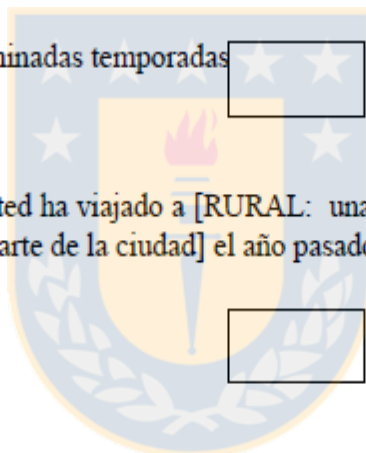 minadas temporadas
ted ha viajado a [RURAL: una
arte de la ciudad] el año pasado